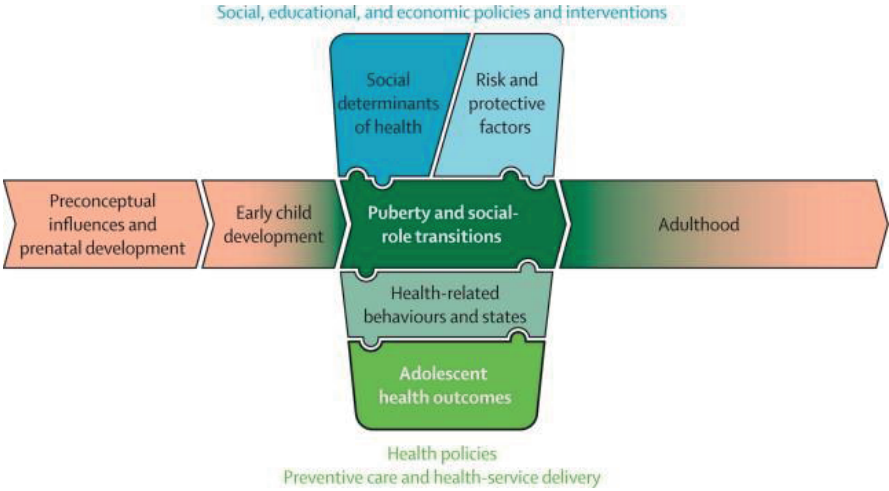 Social, educational, and economic policies and interventions
Social
determinants
of health
Risk and
protective
factors
Preconceptual
influences and
prenatal development
Early child
development
Puberty and social-
role transitions
Adulthood
Health-related
behaviours and states
Adolescent
health outcomes
Health policies
Preventive care and health-service delivery